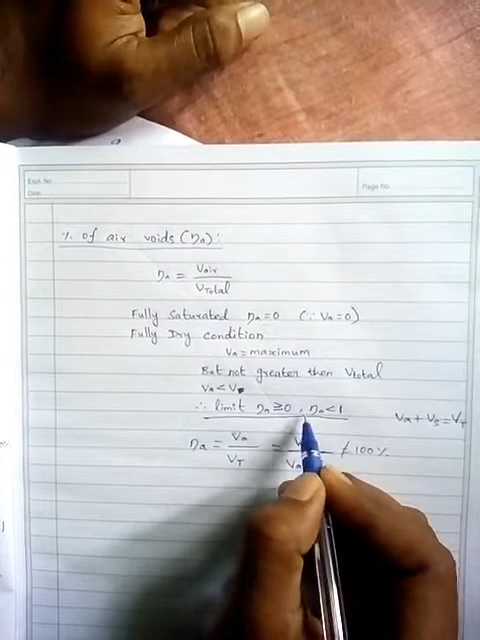 Expt. No.
Date
Page No.
% of air voids (ηa) :
ηa = Vair / VTotal
Fully Saturated ηa = 0 (∵ Va = 0)
Fully Dry condition
Va = maximum
But not greater then Vtotal
Va < V
∴ limit ηa ≥ 0 , ηa < 1
Va + Vs = VT
ηa = Va / VT = ≠ 100 %